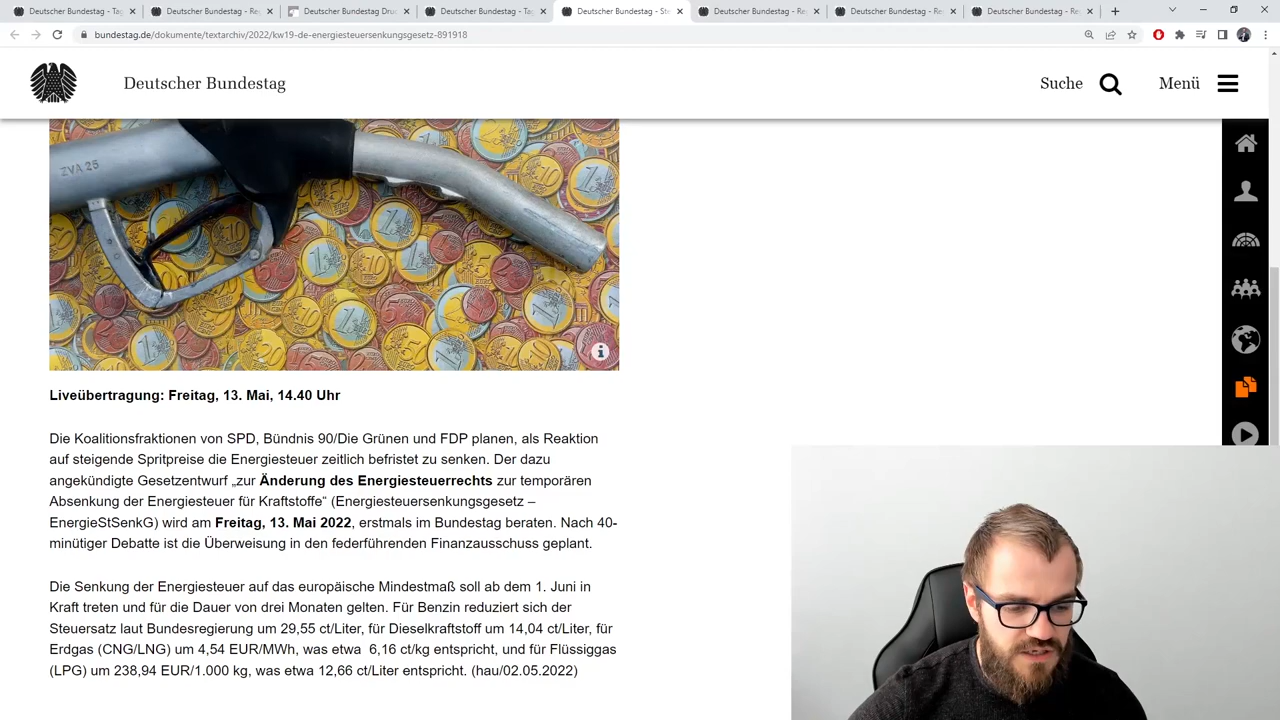 Deutscher Bundestag - Tag
Deutscher Bundestag - Reg
Deutscher Bundestag Druc
Deutscher Bundestag - Tag
Deutscher Bundestag - Ste
Deutscher Bundestag - Re
Deutscher Bundestag - Re
Deutscher Bundestag - Re
bundestag.de/dokumente/textarchiv/2022/kw19-de-energiesteuersenkungsgesetz-891918
Deutscher Bundestag
Suche
Menü
ZVA 25
Liveübertragung: Freitag, 13. Mai, 14.40 Uhr
Die Koalitionsfraktionen von SPD, Bündnis 90/Die Grünen und FDP planen, als Reaktion
auf steigende Spritpreise die Energiesteuer zeitlich befristet zu senken. Der dazu
angekündigte Gesetzentwurf „zur Änderung des Energiesteuerrechts zur temporären
Absenkung der Energiesteuer für Kraftstoffe“ (Energiesteuersenkungsgesetz –
EnergieStSenkG) wird am Freitag, 13. Mai 2022, erstmals im Bundestag beraten. Nach 40-
minütiger Debatte ist die Überweisung in den federführenden Finanzausschuss geplant.
Die Senkung der Energiesteuer auf das europäische Mindestmaß soll ab dem 1. Juni in
Kraft treten und für die Dauer von drei Monaten gelten. Für Benzin reduziert sich der
Steuersatz laut Bundesregierung um 29,55 ct/Liter, für Dieselkraftstoff um 14,04 ct/Liter, für
Erdgas (CNG/LNG) um 4,54 EUR/MWh, was etwa 6,16 ct/kg entspricht, und für Flüssiggas
(LPG) um 238,94 EUR/1.000 kg, was etwa 12,66 ct/Liter entspricht. (hau/02.05.2022)